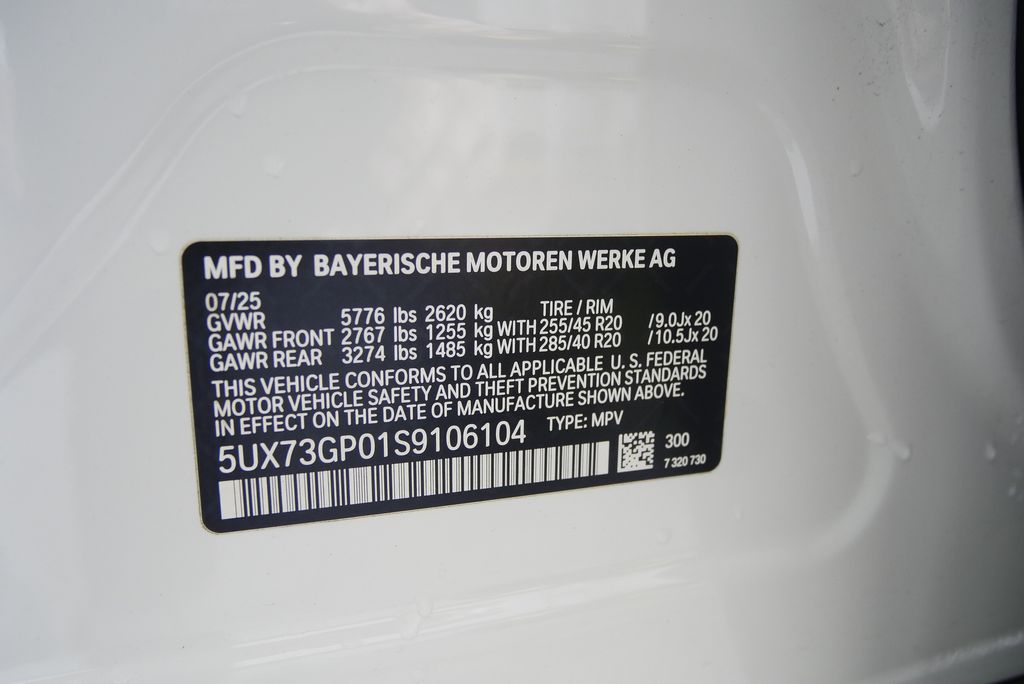 MFD BY BAYERISCHE MOTOREN WERKE AG
07/25 TIRE / RIM
GVWR 5776 lbs 2620 kg
GAWR FRONT 2767 lbs 1255 kg WITH 255/45 R20 /9.0Jx20
GAWR REAR 3274 lbs 1485 kg WITH 285/40 R20 /10.5Jx20
THIS VEHICLE CONFORMS TO ALL APPLICABLE U. S. FEDERAL
MOTOR VEHICLE SAFETY AND THEFT PREVENTION STANDARDS
IN EFFECT ON THE DATE OF MANUFACTURE SHOWN ABOVE.
5UX73GP01S9106104 TYPE: MPV
300
7 320 730